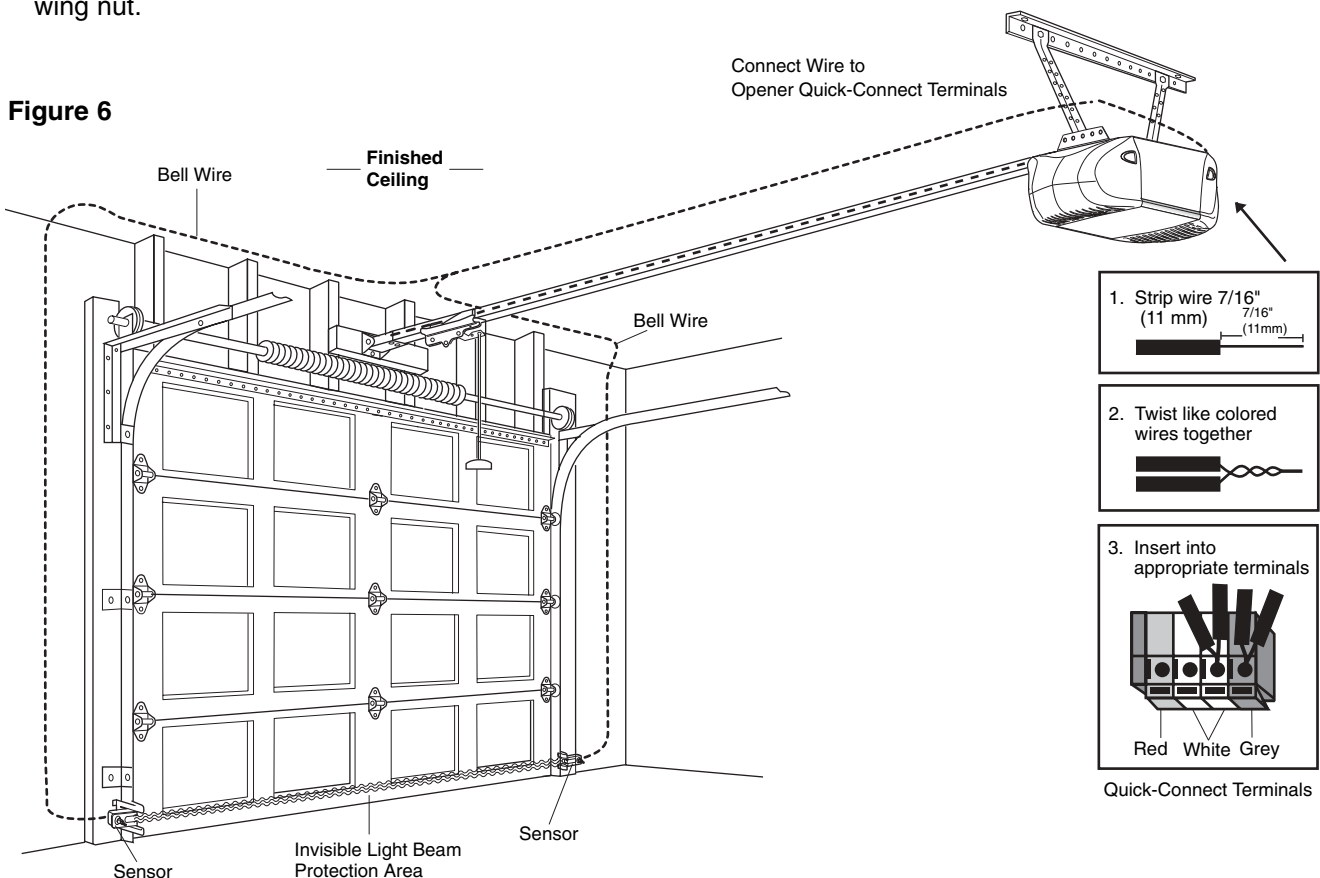 wing nut.
Connect Wire to
Opener Quick-Connect Terminals
Figure 6
Finished
Ceiling
Bell Wire
Bell Wire
1. Strip wire 7/16"
(11 mm)
7/16"
(11mm)
2. Twist like colored
wires together
3. Insert into
appropriate terminals
Red White Grey
Quick-Connect Terminals
Sensor
Invisible Light Beam
Protection Area
Sensor